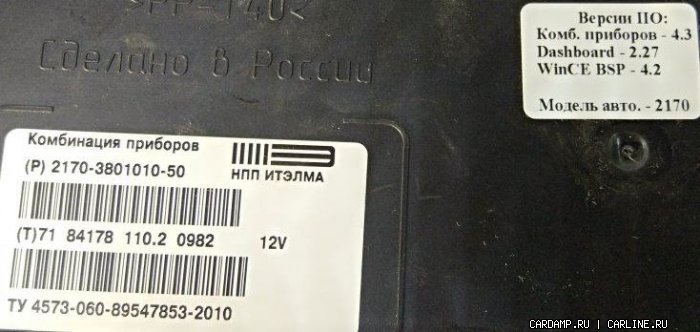 >PP-T40<
Сделано в России
Версии ПО:
Комб. приборов - 4.3
Dashboard - 2.27
WinCE BSP - 4.2
Модель авто. - 2170
Комбинация приборов
(P) 2170-3801010-50
НПП ИТЭЛМА
(T)71 84178 110.2 0982 12V
ТУ 4573-060-89547853-2010
CARDAMP.RU | CARLINE.RU